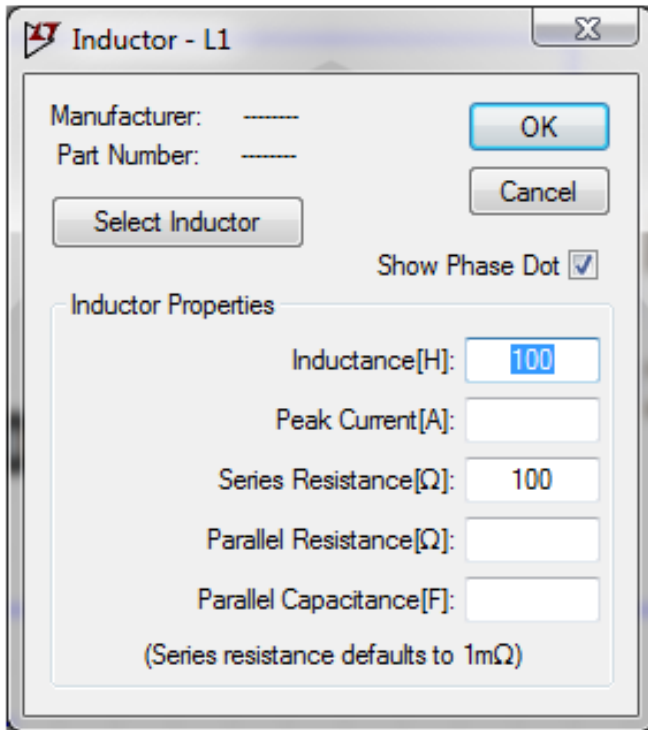 Inductor - L1
Manufacturer: --------
Part Number: --------
OK
Cancel
Select Inductor
Show Phase Dot
Inductor Properties
Inductance[H]: 100
Peak Current[A]:
Series Resistance[Ω]: 100
Parallel Resistance[Ω]:
Parallel Capacitance[F]:
(Series resistance defaults to 1mΩ)